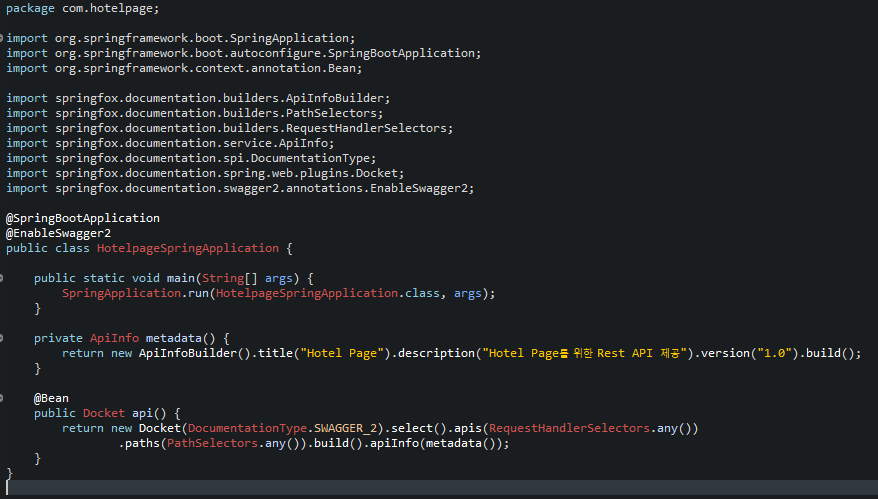 package com.hotelpage;
import org.springframework.boot.SpringApplication;
import org.springframework.boot.autoconfigure.SpringBootApplication;
import org.springframework.context.annotation.Bean;
import springfox.documentation.builders.ApiInfoBuilder;
import springfox.documentation.builders.PathSelectors;
import springfox.documentation.builders.RequestHandlerSelectors;
import springfox.documentation.service.ApiInfo;
import springfox.documentation.spi.DocumentationType;
import springfox.documentation.spring.web.plugins.Docket;
import springfox.documentation.swagger2.annotations.EnableSwagger2;
@SpringBootApplication
@EnableSwagger2
public class HotelpageSpringApplication {
public static void main(String[] args) {
SpringApplication.run(HotelpageSpringApplication.class, args);
}
private ApiInfo metadata() {
return new ApiInfoBuilder().title("Hotel Page").description("Hotel Page를 위한 Rest API 제공").version("1.0").build();
}
@Bean
public Docket api() {
return new Docket(DocumentationType.SWAGGER_2).select().apis(RequestHandlerSelectors.any())
.paths(PathSelectors.any()).build().apiInfo(metadata());
}
}